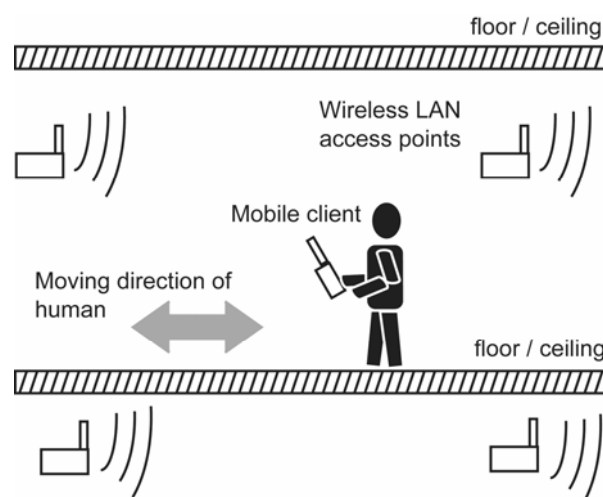 floor / ceiling
Wireless LAN
access points
Mobile client
Moving direction of
human
floor / ceiling